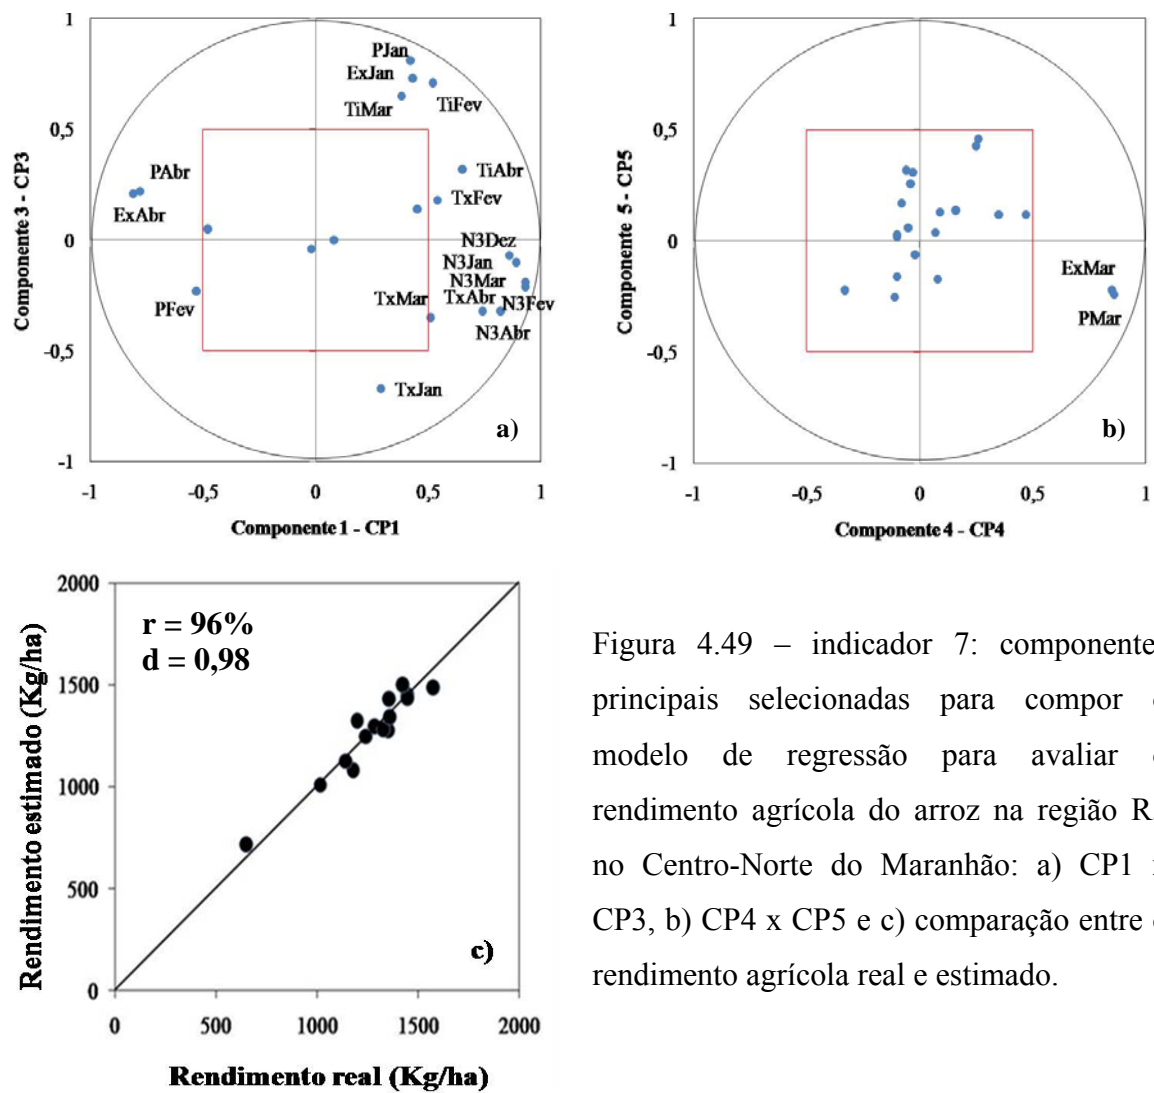 1
0,5
0
-0,5
-1
-1
-0,5
0
0,5
1
Componente 3 - CP3
Componente 1 - CP1
PJan
ExJan
TiMar
TiFev
PAbr
ExAbr
TiAbr
TxFev
N3Dez
N3Jan
N3Mar
TxMar
TxAbr
N3Fev
PFev
N3Abr
TxJan
a)
1
0,5
0
-0,5
-1
-1
-0,5
0
0,5
1
Componente 5 - CP5
Componente 4 - CP4
ExMar
PMar
b)
2000
1500
1000
500
0
0
500
1000
1500
2000
Rendimento estimado (Kg/ha)
Rendimento real (Kg/ha)
r = 96%
d = 0,98
c)
Figura 4.49 – indicador 7: componente
principais selecionadas para compor
modelo de regressão para avaliar
rendimento agrícola do arroz na região
no Centro-Norte do Maranhão: a) CP1
CP3, b) CP4 x CP5 e c) comparação entre
rendimento agrícola real e estimado.